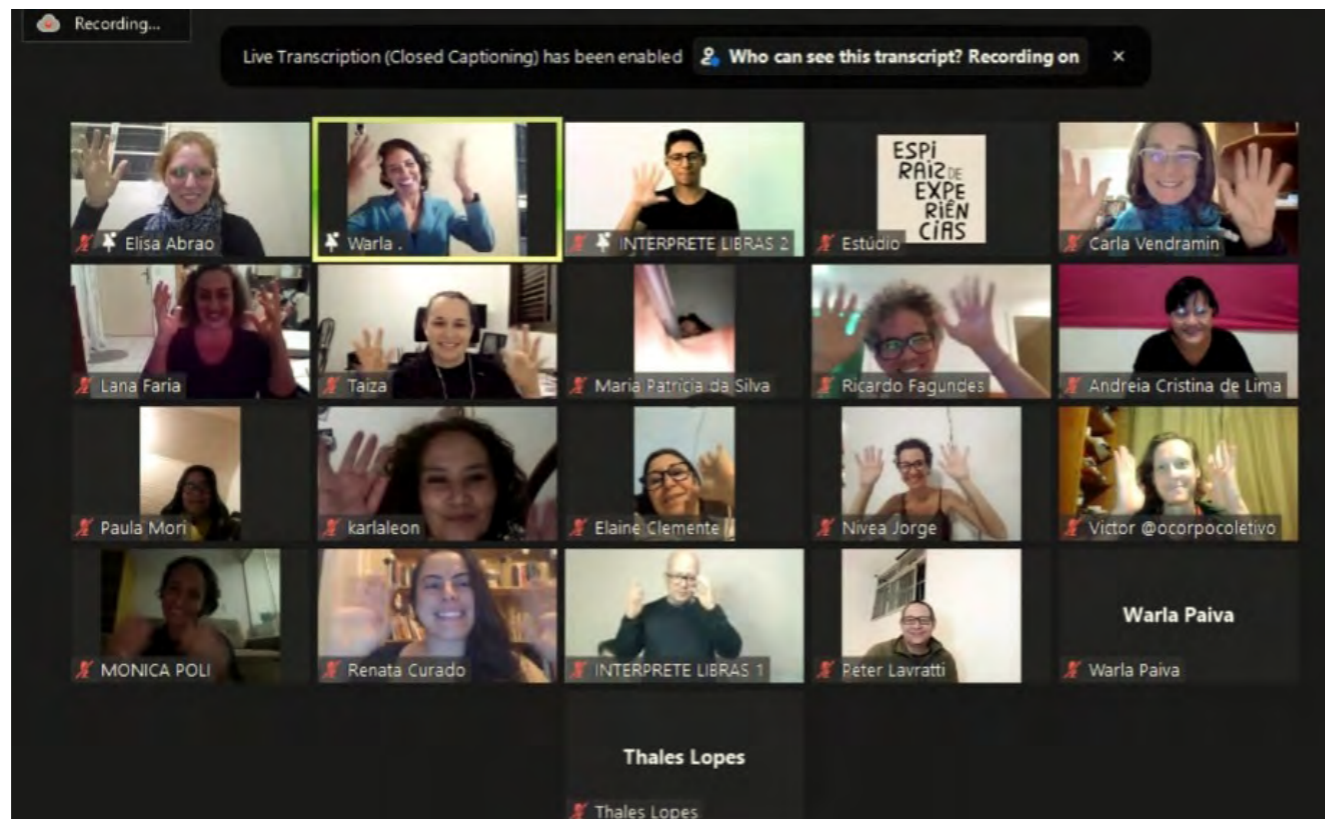 Recording...
Live Transcription (Closed Captioning) has been enabled Who can see this transcript? Recording on ×
Elisa Abrao
Warla .
INTERPRETE LIBRAS 2
ESPI
RAiZ DE
EXPE
RIÊN
CIAS
Estúdio
Carla Vendramin
Lana Faria
Taiza
Maria Patricia da Silva
Ricardo Fagundes
Andreia Cristina de Lima
Paula Mori
karlaleon
Elaine Clemente
Nivea Jorge
Victor @ocorpocoletivo
MONICA POLI
Renata Curado
INTERPRETE LIBRAS 1
Peter Lavratti
Warla Paiva
Warla Paiva
Thales Lopes
Thales Lopes